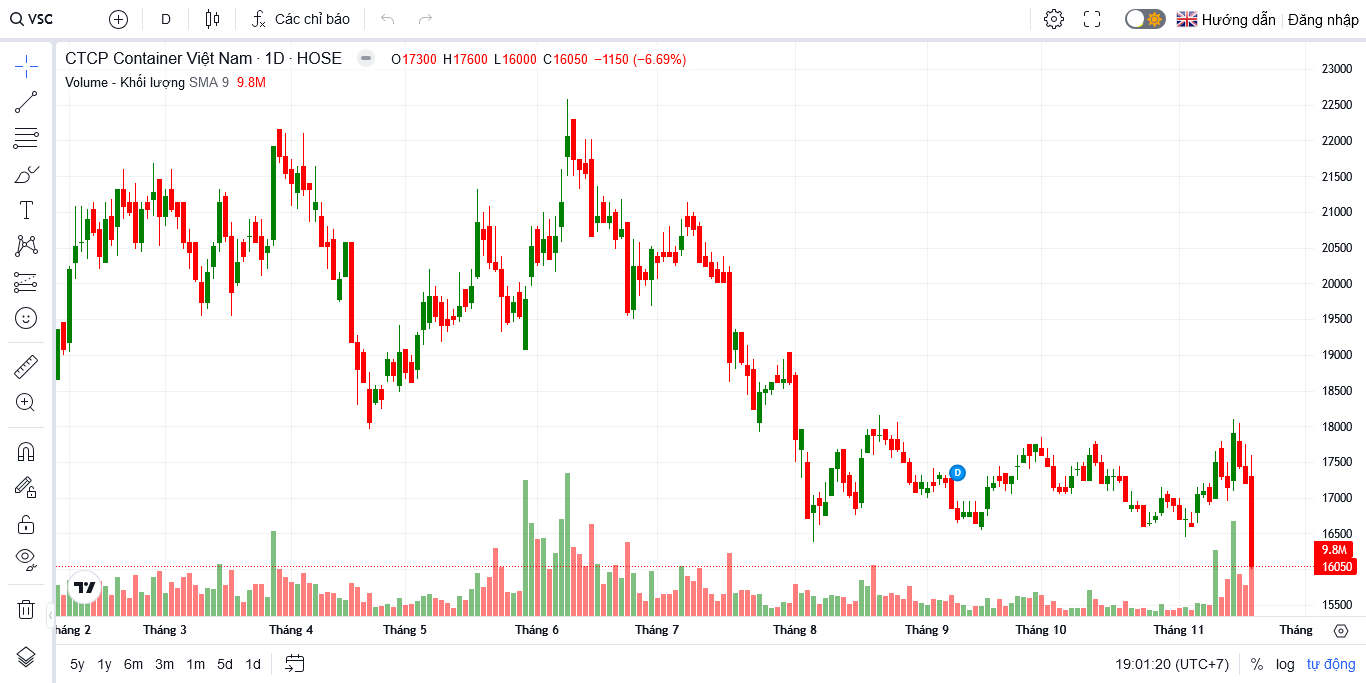 VSC
D
Các chỉ báo
Hướng dẫn
Đăng nhập
CTCP Container Việt Nam · 1D · HOSE O17300 H17600 L16000 C16050 −1150 (−6.69%)
Volume - Khối lượng SMA 9 9.8M
23000
22500
22000
21500
21000
20500
20000
19500
19000
18500
18000
17500
D
17000
16500
9.8M
16050
15500
háng 2 Tháng 3 Tháng 4 Tháng 5 Tháng 6 Tháng 7 Tháng 8 Tháng 9 Tháng 10 Tháng 11 Tháng
5y 1y 6m 3m 1m 5d 1d 19:01:20 (UTC+7) % log tự động